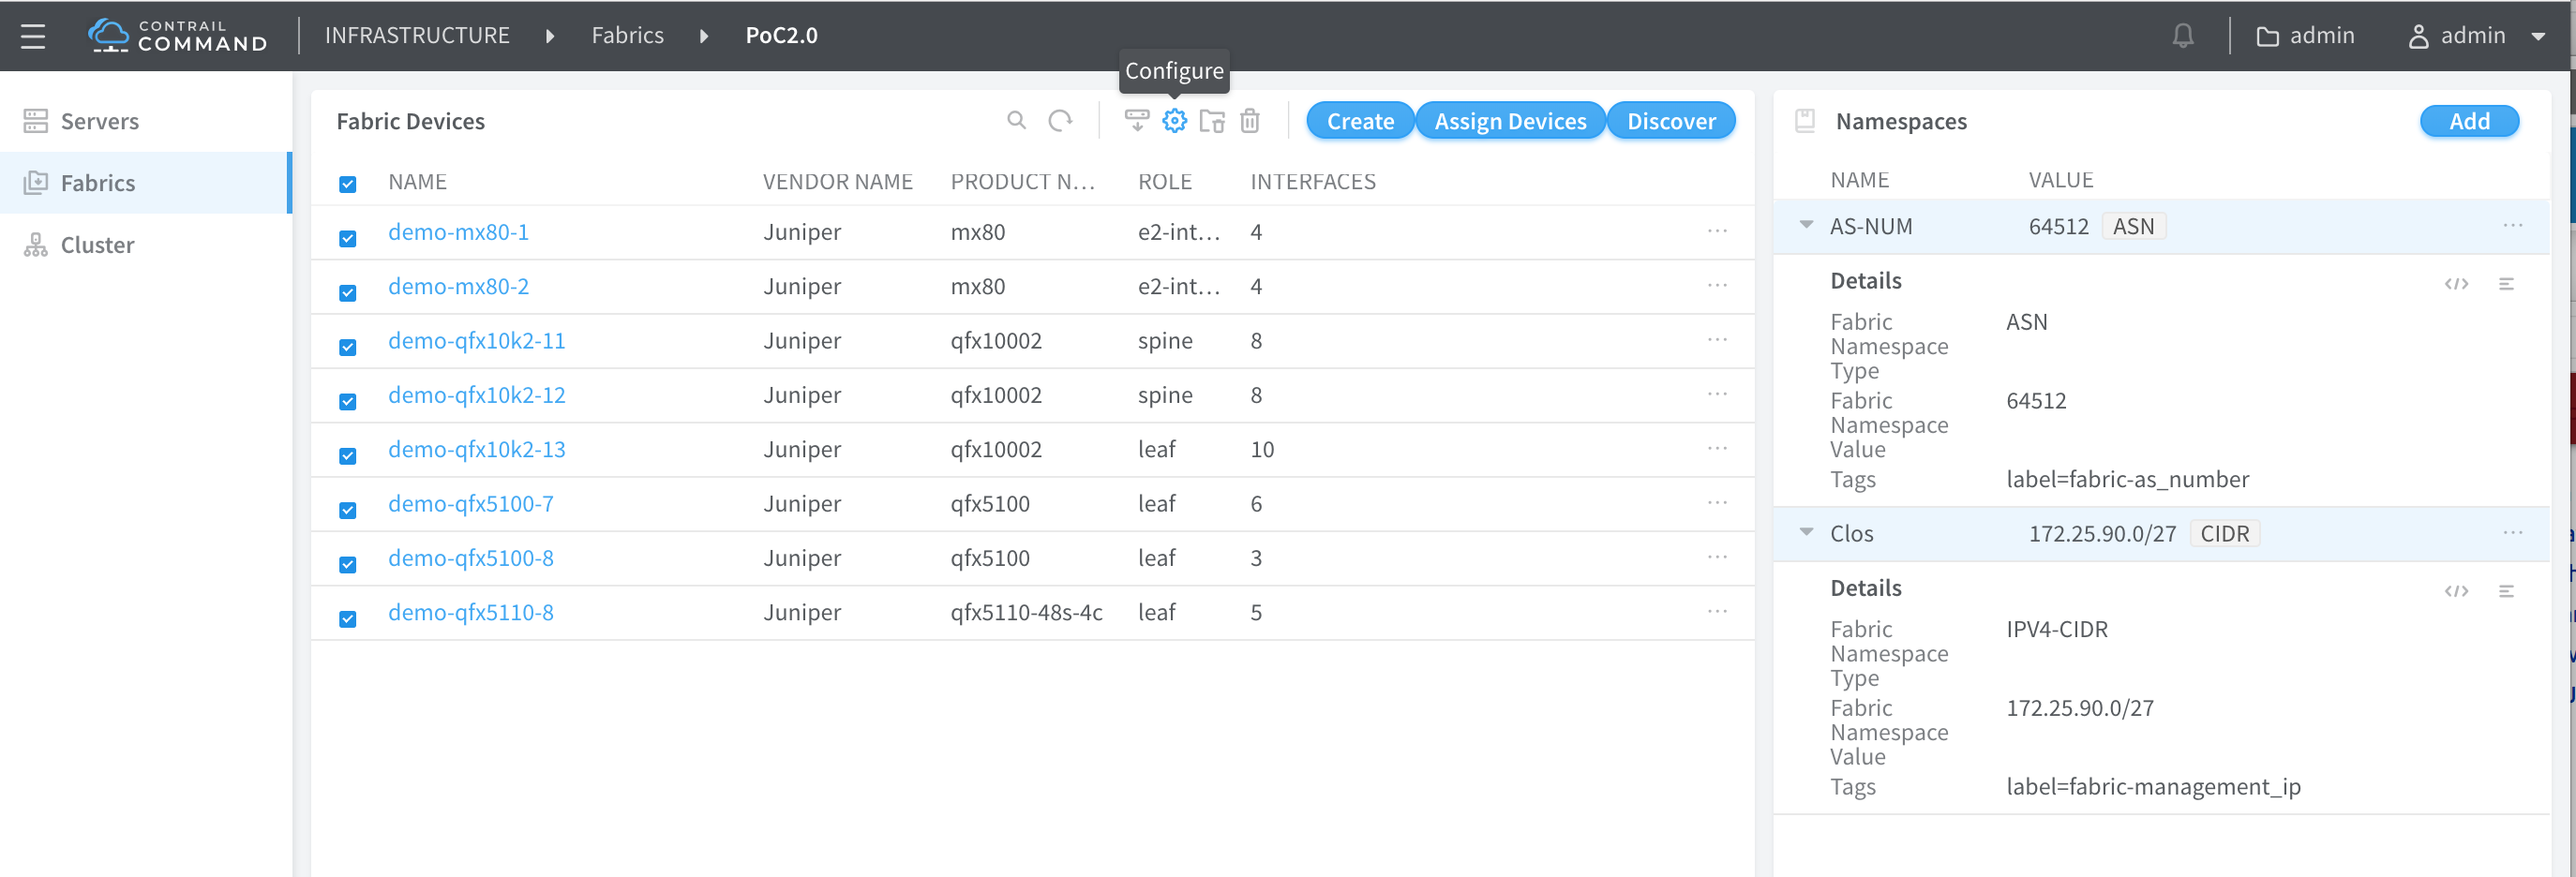 CONTRAIL
COMMAND
INFRASTRUCTURE Fabrics PoC2.0
admin admin
Configure
Servers
Fabrics
Cluster
Fabric Devices
Create Assign Devices Discover
NAME VENDOR NAME PRODUCT N... ROLE INTERFACES
demo-mx80-1 Juniper mx80 e2-int... 4 ...
demo-mx80-2 Juniper mx80 e2-int... 4 ...
demo-qfx10k2-11 Juniper qfx10002 spine 8 ...
demo-qfx10k2-12 Juniper qfx10002 spine 8 ...
demo-qfx10k2-13 Juniper qfx10002 leaf 10 ...
demo-qfx5100-7 Juniper qfx5100 leaf 6 ...
demo-qfx5100-8 Juniper qfx5100 leaf 3 ...
demo-qfx5110-8 Juniper qfx5110-48s-4c leaf 5 ...
Namespaces
Add
NAME VALUE
AS-NUM 64512 ASN ...
Details </>
Fabric ASN
Namespace
Type
Fabric 64512
Namespace
Value
Tags label=fabric-as_number
Clos 172.25.90.0/27 CIDR ...
Details </>
Fabric IPV4-CIDR
Namespace
Type
Fabric 172.25.90.0/27
Namespace
Value
Tags label=fabric-management_ip